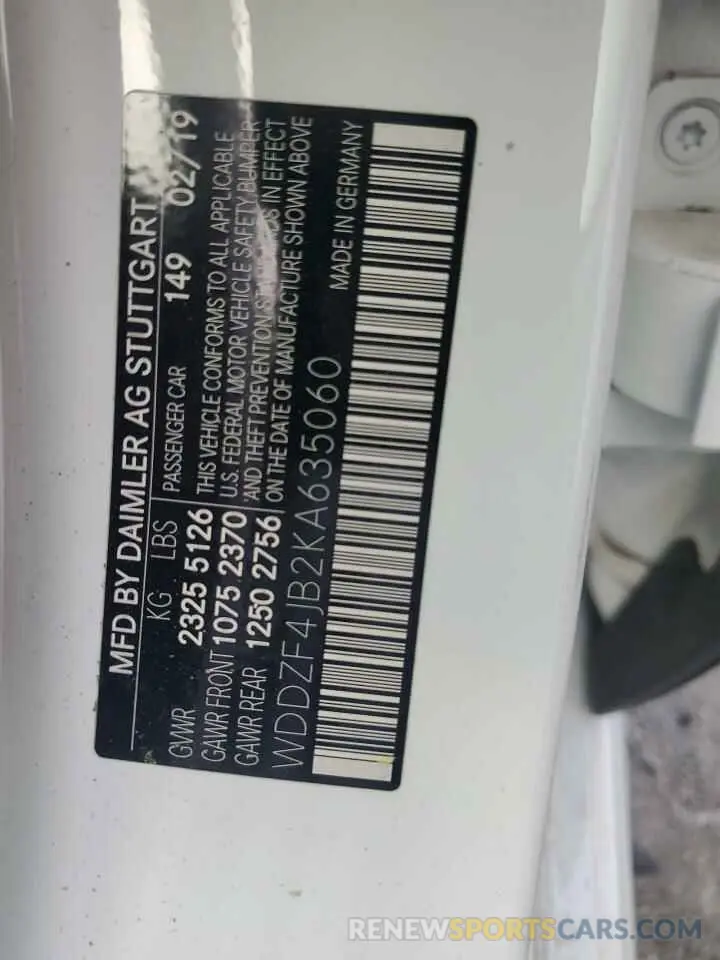 MFD BY DAIMLER AG STUTTGART
KG LBS PASSENGER CAR 149 02/19
GVWR 2325 5126 THIS VEHICLE CONFORMS TO ALL APPLICABLE
GAWR FRONT 1075 2370 U.S. FEDERAL MOTOR VEHICLE SAFETY BUMPER
GAWR REAR 1250 2756 AND THEFT PREVENTION STANDARDS IN EFFECT
ON THE DATE OF MANUFACTURE SHOWN ABOVE
WDDZF4JB2KA635060 MADE IN GERMANY
RENEWSPORTSCARS.COM